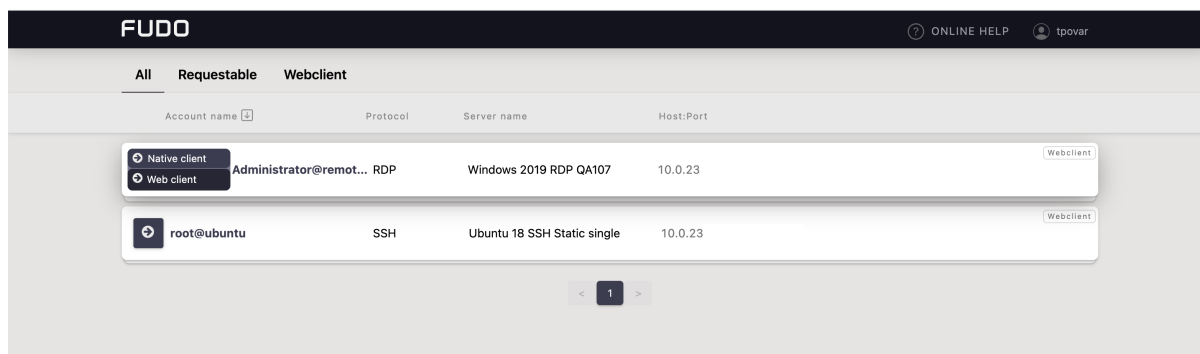 FUDO
? ONLINE HELP tpovar
All Requestable Webclient
Account name Protocol Server name Host:Port
Native client
Web client
Administrator@remot... RDP Windows 2019 RDP QA107 10.0.23
Webclient
root@ubuntu SSH Ubuntu 18 SSH Static single 10.0.23
Webclient
< 1 >